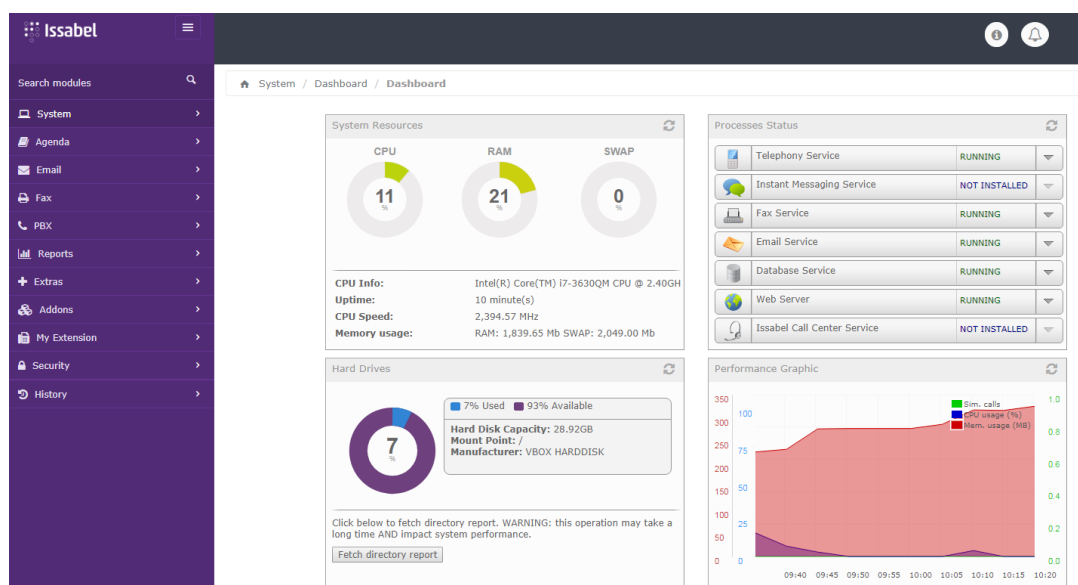 Issabel
Search modules
System
Agenda
Email
Fax
PBX
Reports
Extras
Addons
My Extension
Security
History
System / Dashboard / Dashboard
System Resources
CPU RAM SWAP
11 % 21 % 0 %
CPU Info: Intel(R) Core(TM) i7-3630QM CPU @ 2.40GH
Uptime: 10 minute(s)
CPU Speed: 2,394.57 MHz
Memory usage: RAM: 1,839.65 Mb SWAP: 2,049.00 Mb
Processes Status
Telephony Service RUNNING
Instant Messaging Service NOT INSTALLED
Fax Service RUNNING
Email Service RUNNING
Database Service RUNNING
Web Server RUNNING
Issabel Call Center Service NOT INSTALLED
Hard Drives
7% Used 93% Available
7 %
Hard Disk Capacity: 28.92GB
Mount Point: /
Manufacturer: VBOX HARDDISK
Click below to fetch directory report. WARNING: this operation may take a
long time AND impact system performance.
Fetch directory report
Performance Graphic
Sim. calls
CPU usage (%)
Mem. usage (MB)
350
300
250
200
150
100
50
0
100
75
50
25
0
1.0
0.8
0.6
0.4
0.2
0.0
09:40 09:45 09:50 09:55 10:00 10:05 10:10 10:15 10:20